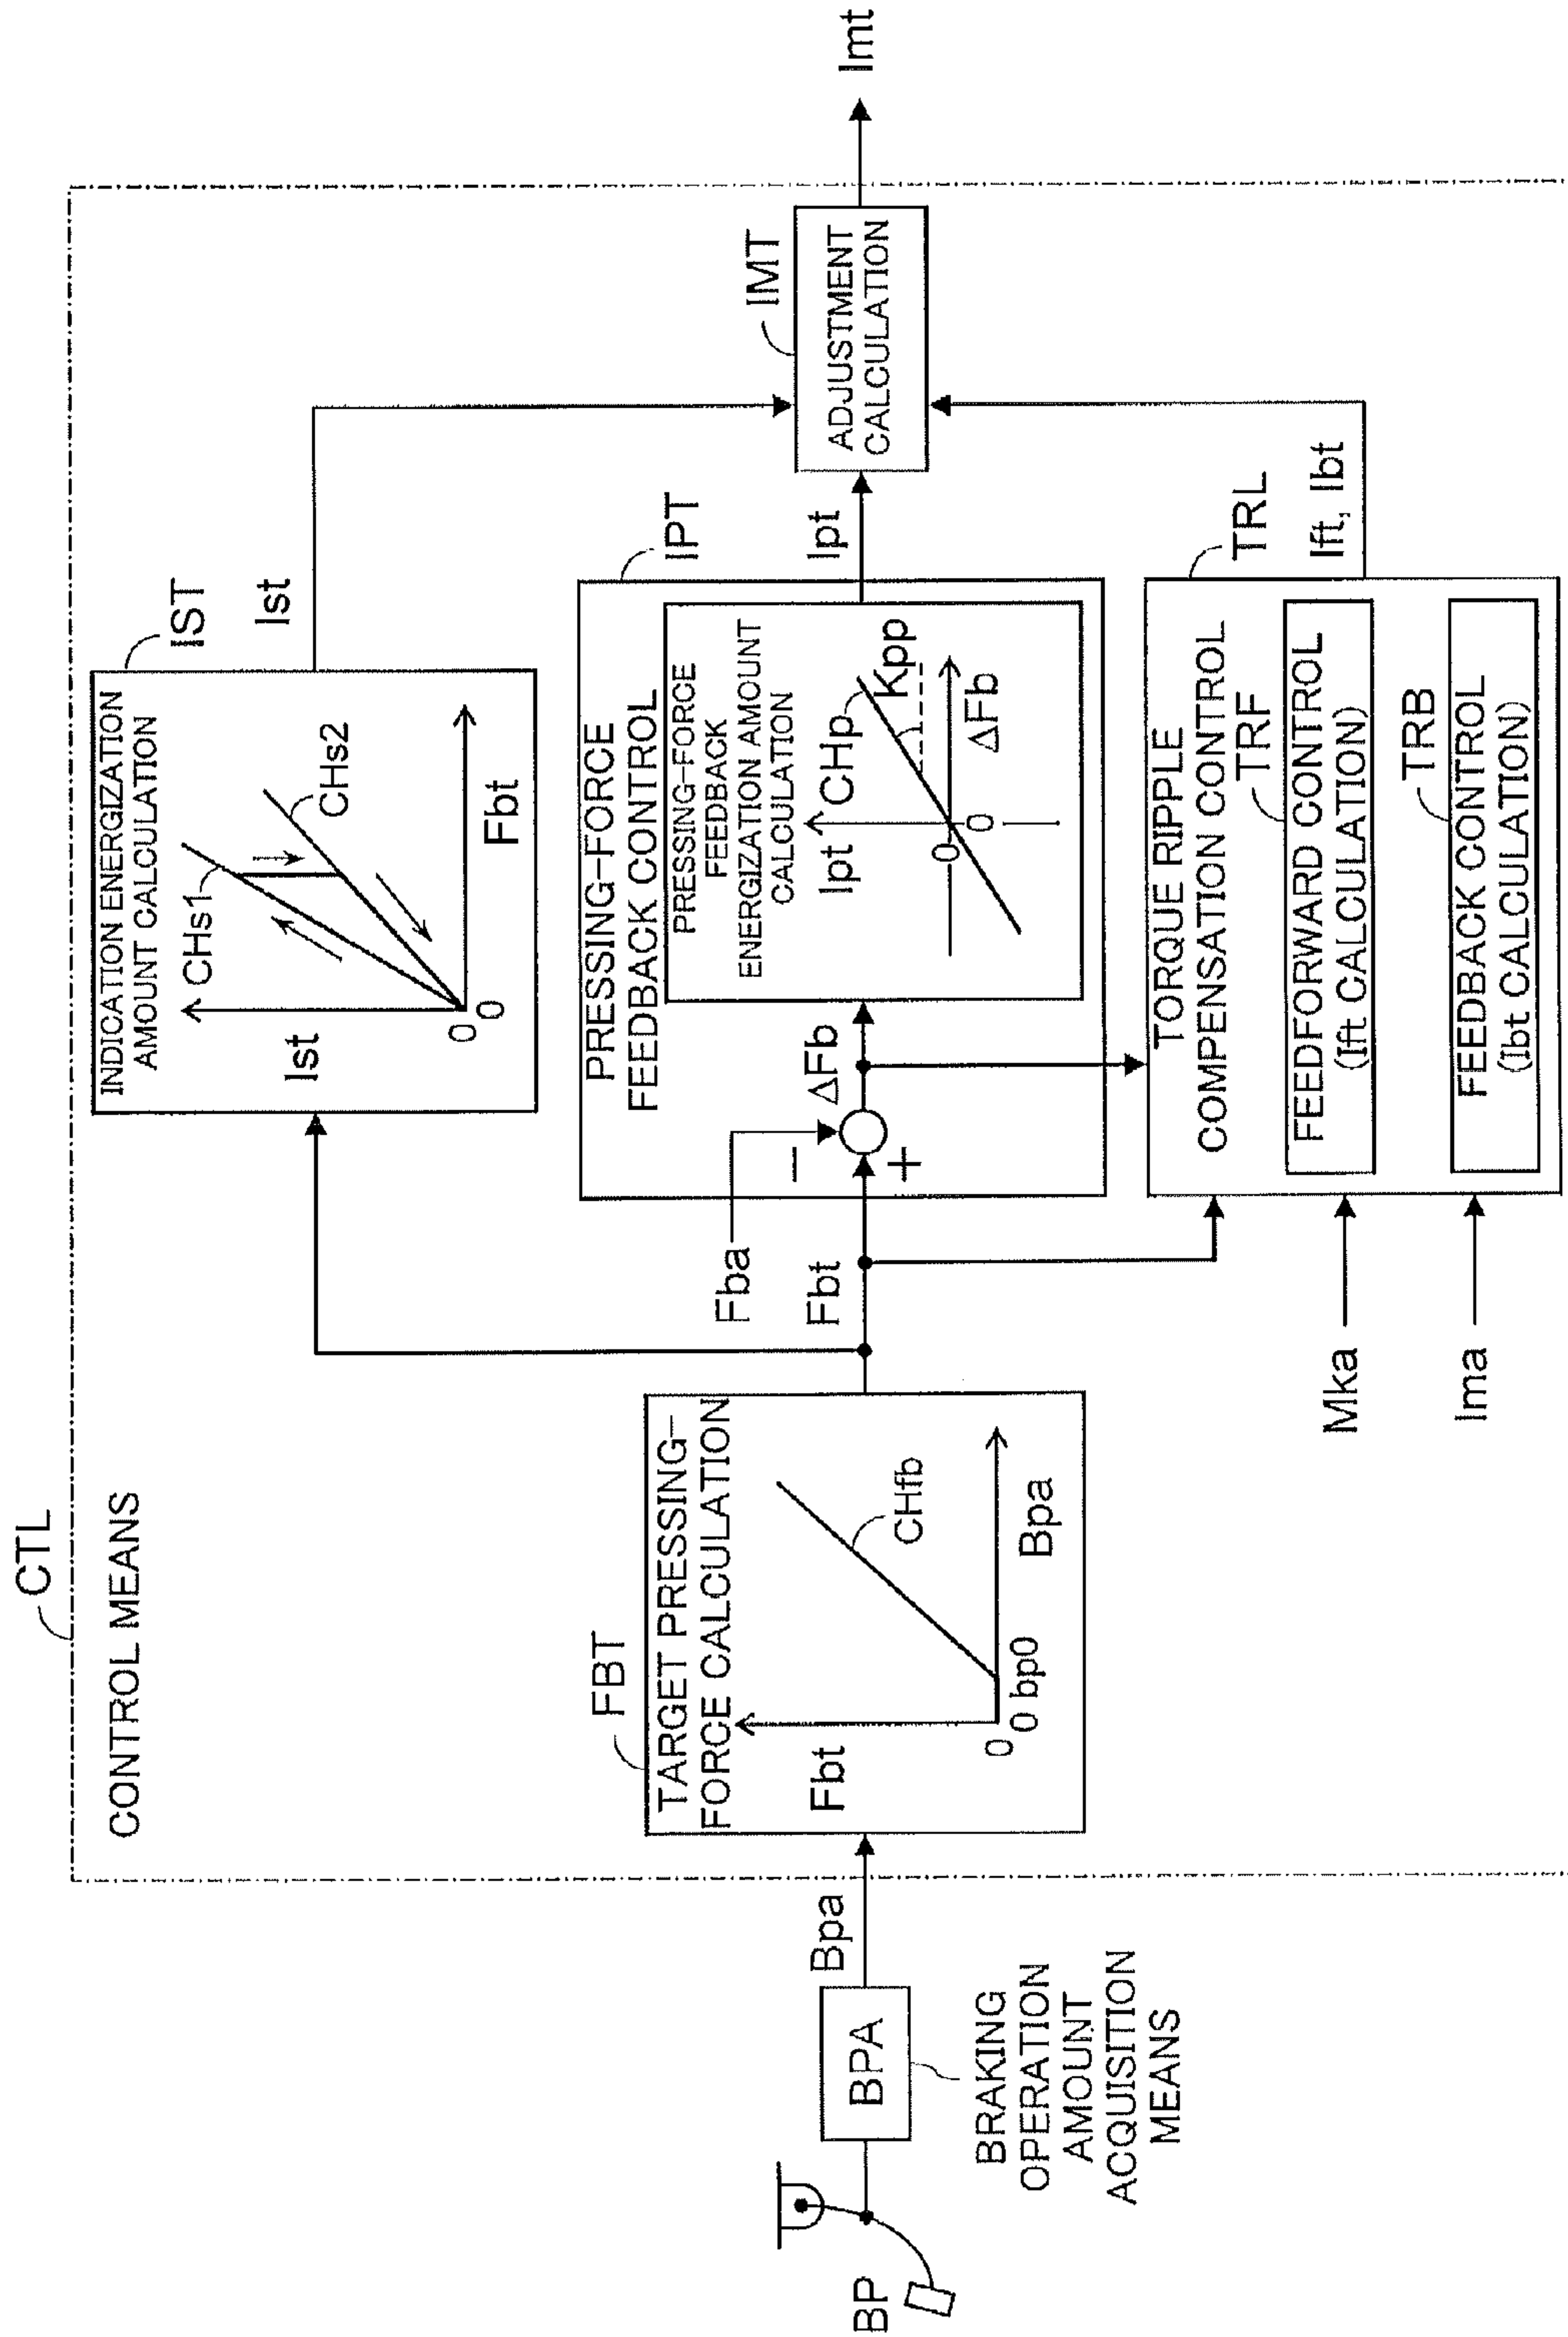 CTL
CONTROL MEANS
BP
BPA
BRAKING
OPERATION
AMOUNT
ACQUISITION
MEANS
Bpa
FBT
TARGET PRESSING-
FORCE CALCULATION
Fbt
CHfb
0
0 bp0
Bpa
IST
INDICATION ENERGIZATION
AMOUNT CALCULATION
Ist
CHs1
CHs2
0
0
Fbt
Ist
Fba
Fbt
IPT
PRESSING-FORCE
FEEDBACK CONTROL
−
+
ΔFb
PRESSING-FORCE
FEEDBACK
ENERGIZATION AMOUNT
CALCULATION
Ipt
CHp
Kpp
0
0
ΔFb
Ipt
Mka
Ima
TRL
TORQUE RIPPLE
COMPENSATION CONTROL
TRF
FEEDFORWARD CONTROL
(Ift CALCULATION)
TRB
FEEDBACK CONTROL
(Ibt CALCULATION)
Ift, Ibt
IMT
ADJUSTMENT
CALCULATION
Imt